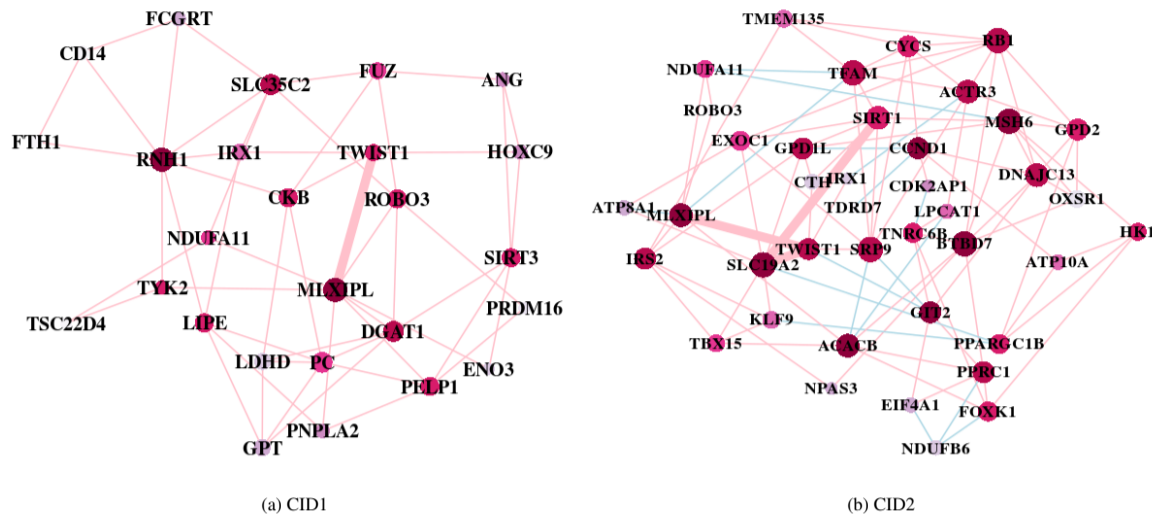 FCGRT
CD14
SLC35C2
FUZ
ANG
FTH1
RNH1
IRX1
TWIST1
HOXC9
CKB
ROBO3
NDUFA11
SIRT3
TYK2
MLXIPL
PRDM16
TSC22D4
LIPE
DGAT1
LDHD
PC
ENO3
PELP1
PNPLA2
GPT
(a) CID1
TMEM135
CYCS
RB1
NDUFA11
TFAM
ACTR3
ROBO3
SIRT1
MSH6
GPD2
EXOC1
GPD1L
CCND1
CTH
IRX1
CDK2AP1
DNAJC13
OXSR1
ATP8A1
MLXIPL
TDRD7
LPCAT1
TNRC6B
HK1
IRS2
SLC19A2
TWIST1
SRP9
BTBD7
ATP10A
KLF9
GTF2
TBX15
ACACB
PPARGC1B
NPAS3
PPRC1
EIF4A1
FOXK1
NDUFB6
(b) CID2